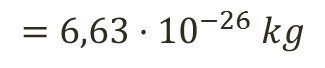 = 6,63 · 10⁻²⁶ kg